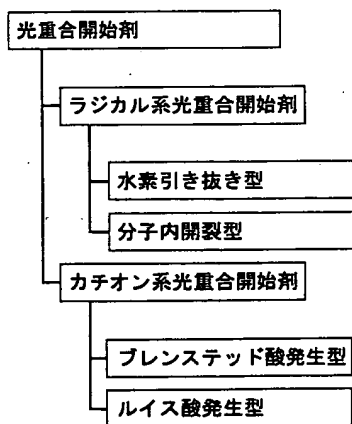 光重合開始剤
ラジカル系光重合開始剤
水素引き抜き型
分子内開裂型
カチオン系光重合開始剤
ブレンステッド酸発生型
ルイス酸発生型